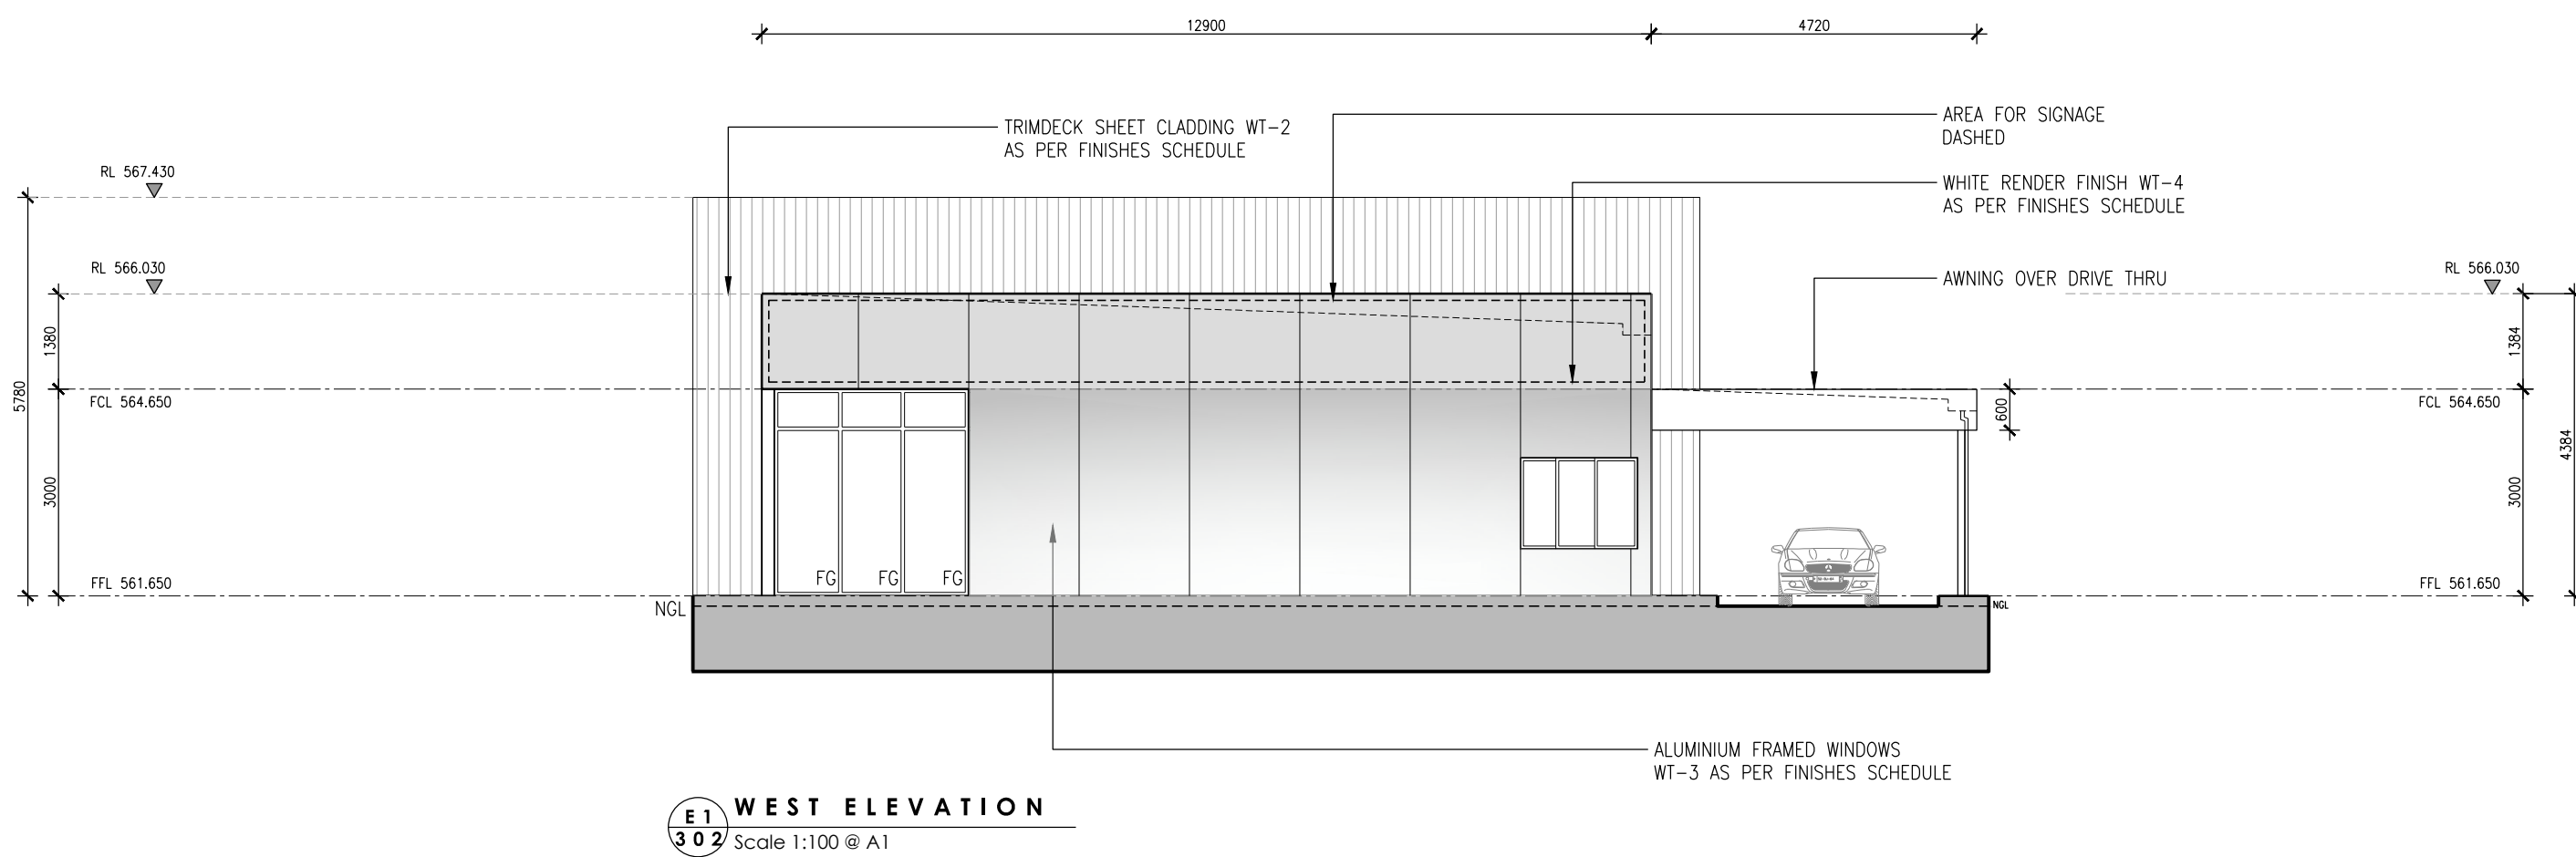 12900
4720
TRIMDECK SHEET CLADDING WT-2
AS PER FINISHES SCHEDULE
AREA FOR SIGNAGE
DASHED
WHITE RENDER FINISH WT-4
AS PER FINISHES SCHEDULE
AWNING OVER DRIVE THRU
RL 567.430
RL 566.030
RL 566.030
5780
1380
3000
FCL 564.650
FFL 561.650
600
1384
3000
4384
FCL 564.650
FFL 561.650
FG
FG
FG
NGL
NGL
ALUMINIUM FRAMED WINDOWS
WT-3 AS PER FINISHES SCHEDULE
E1
302
WEST ELEVATION
Scale 1:100 @ A1